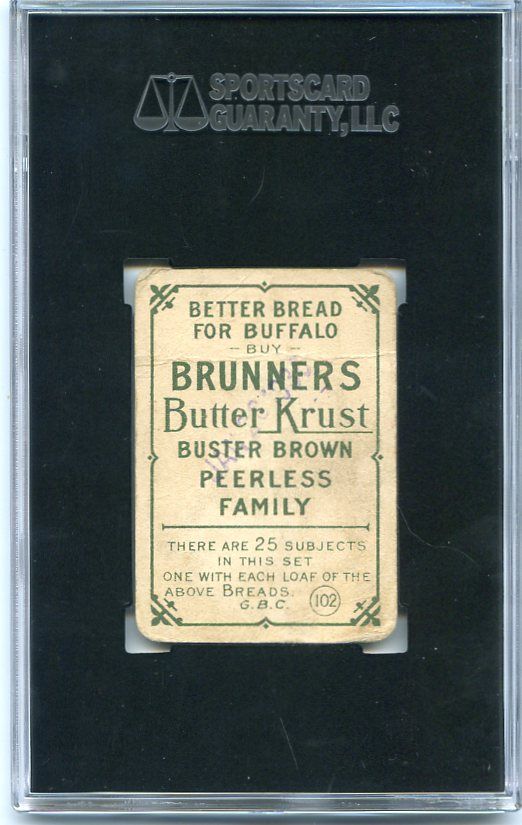 SPORTSCARD
GUARANTY, LLC
BETTER BREAD
FOR BUFFALO
- BUY -
BRUNNERS
Butter Krust
BUSTER BROWN
PEERLESS
FAMILY
THERE ARE 25 SUBJECTS
IN THIS SET
ONE WITH EACH LOAF OF THE
ABOVE BREADS.
G.B.C. 102